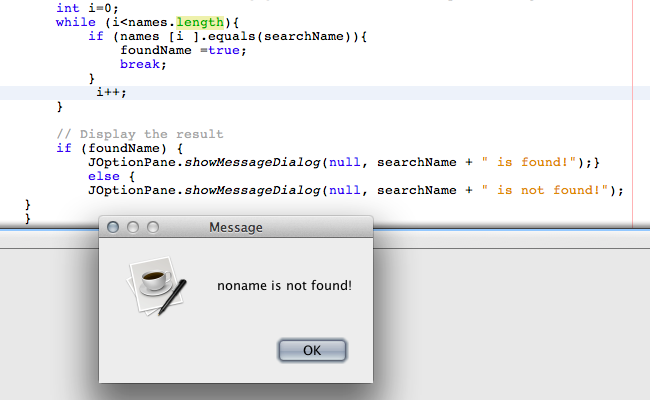 int i=0;
while (i<names.length){
if (names [i ].equals(searchName)){
foundName =true;
break;
}
i++;
}
// Display the result
if (foundName) {
JOptionPane.showMessageDialog(null, searchName + " is found!");}
else {
JOptionPane.showMessageDialog(null, searchName + " is not found!");
}
}
Message
noname is not found!
OK